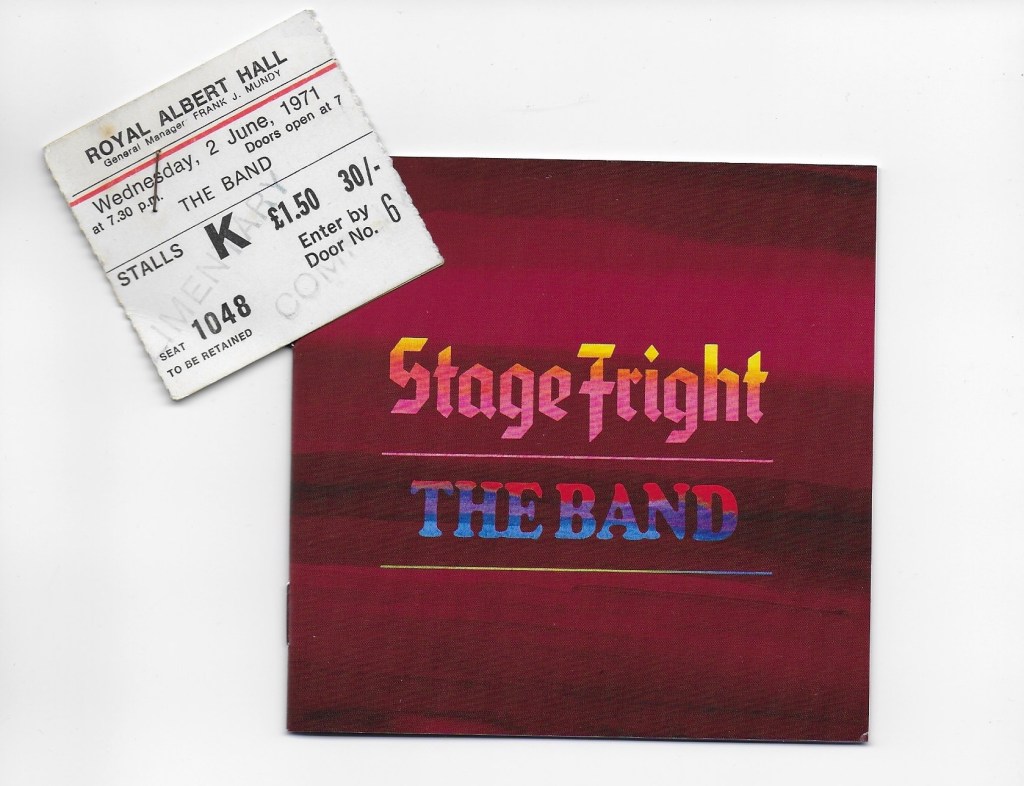 ROYAL ALBERT HALL
General Manager FRANK J. MUNDY
Wednesday, 2 June, 1971
at 7.30 p.m. Doors open at 7
THE BAND
STALLS K £1.50 30/-
Enter by
Door No. 6
COMPLIMENTARY
SEAT 1048
TO BE RETAINED
Stage Fright
THE BAND